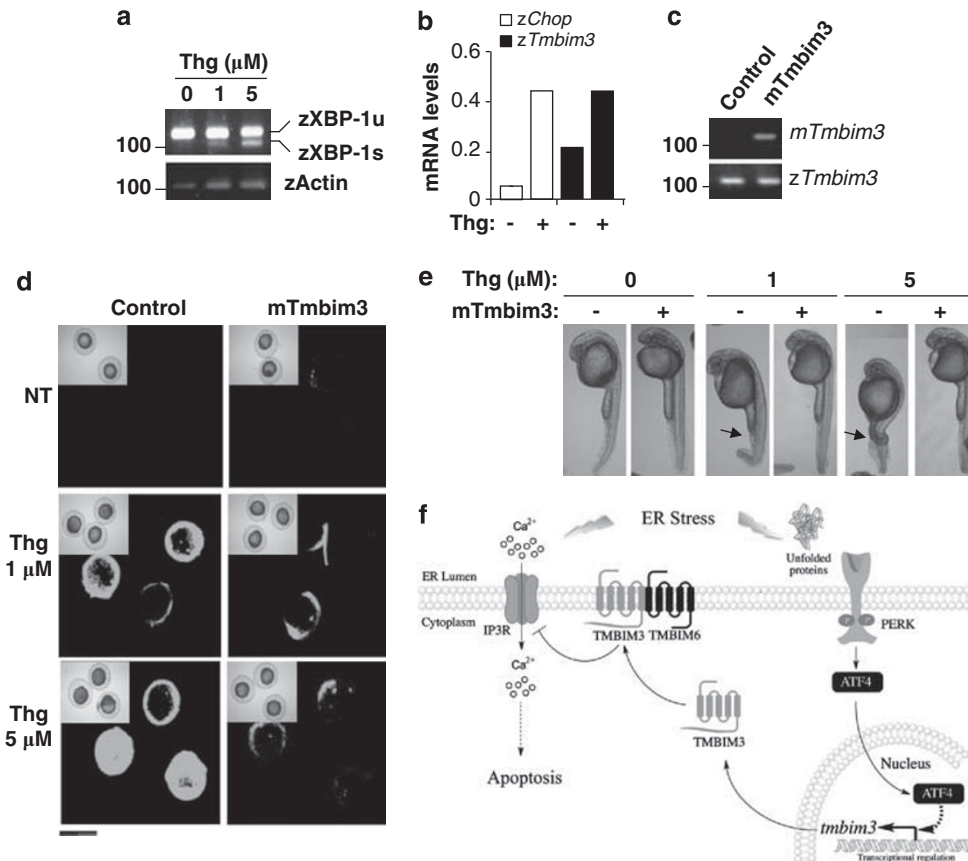 a
Thg (μM)
0 1 5
zXBP-1u
100
zXBP-1s
100
zActin
b
zChop
zTmbim3
mRNA levels
0.6
0.4
0.2
0
Thg: - + - +
c
Control
mTmbim3
100
mTmbim3
100
zTmbim3
d
Control mTmbim3
NT
Thg
1 μM
Thg
5 μM
e
Thg (μM): 0 1 5
mTmbim3: - + - + - +
f
ER Stress
Ca2+
Unfolded
proteins
ER Lumen
Cytoplasm
IP3R
TMBIM3 TMBIM6
P P
PERK
Ca2+
ATF4
TMBIM3
Apoptosis
Nucleus
ATF4
tmbim3
Transcriptional regulation